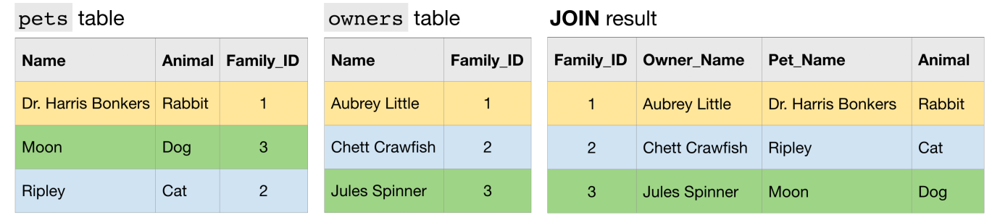 pets table
Name Animal Family_ID
Dr. Harris Bonkers Rabbit 1
Moon Dog 3
Ripley Cat 2
owners table
Name Family_ID
Aubrey Little 1
Chett Crawfish 2
Jules Spinner 3
JOIN result
Family_ID Owner_Name Pet_Name Animal
1 Aubrey Little Dr. Harris Bonkers Rabbit
2 Chett Crawfish Ripley Cat
3 Jules Spinner Moon Dog